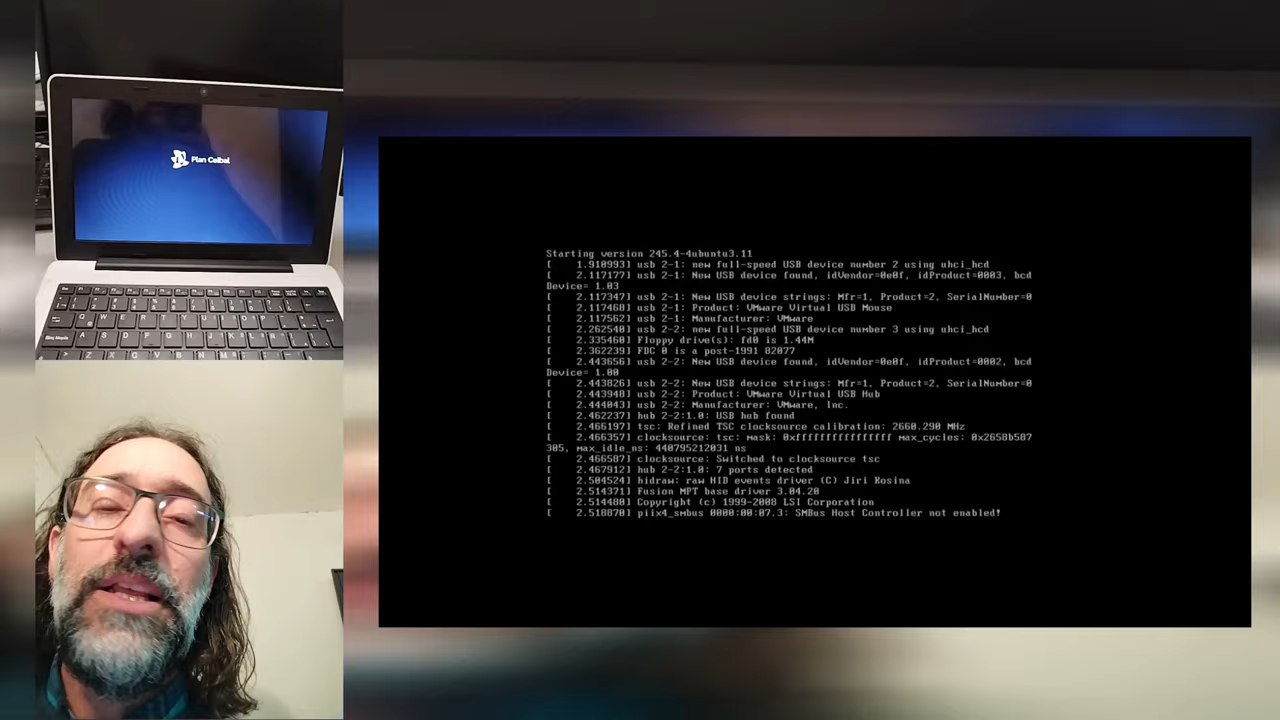 Plan Ceibal
Starting version 245.4-4ubuntu3.11
[    1.910993] usb 2-1: new full-speed USB device number 2 using uhci_hcd
[    2.117177] usb 2-1: New USB device found, idVendor=0e0f, idProduct=0003, bcd
Device= 1.03
[    2.117347] usb 2-1: New USB device strings: Mfr=1, Product=2, SerialNumber=0
[    2.117468] usb 2-1: Product: VMware Virtual USB Mouse
[    2.117562] usb 2-1: Manufacturer: VMware
[    2.262540] usb 2-2: new full-speed USB device number 3 using uhci_hcd
[    2.335460] Floppy drive(s): fd0 is 1.44M
[    2.362239] FDC 0 is a post-1991 82077
[    2.443656] usb 2-2: New USB device found, idVendor=0e0f, idProduct=0002, bcd
Device= 1.00
[    2.443826] usb 2-2: New USB device strings: Mfr=1, Product=2, SerialNumber=0
[    2.443948] usb 2-2: Product: VMware Virtual USB Hub
[    2.444043] usb 2-2: Manufacturer: VMware, Inc.
[    2.462237] hub 2-2:1.0: USB hub found
[    2.466197] tsc: Refined TSC clocksource calibration: 2660.290 MHz
[    2.466357] clocksource: tsc: mask: 0xffffffffffffffff max_cycles: 0x2658b587
305, max_idle_ns: 440795212031 ns
[    2.466587] clocksource: Switched to clocksource tsc
[    2.467912] hub 2-2:1.0: 7 ports detected
[    2.504524] hidraw: raw HID events driver (C) Jiri Kosina
[    2.514371] Fusion MPT base driver 3.04.20
[    2.514480] Copyright (c) 1999-2008 LSI Corporation
[    2.518870] piix4_smbus 0000:00:07.3: SMBus Host Controller not enabled!
Q W E R T Y U I O P
A S D F G H J K L Ñ
Z X C V B N M